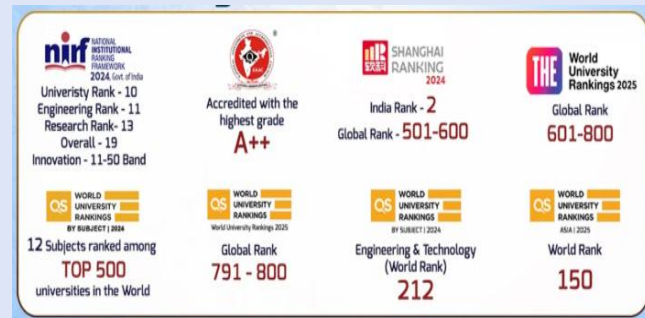 nirf NATIONAL INSTITUTIONAL RANKING FRAMEWORK
2024, Govt. of India
Univeristy Rank - 10
Engineering Rank - 11
Research Rank- 13
Overall - 19
Innovation - 11-50 Band
Accredited with the
highest grade
A++
SHANGHAI
RANKING
2024
India Rank - 2
Global Rank - 501-600
THE
World
University
Rankings 2025
Global Rank
601-800
QS WORLD
UNIVERSITY
RANKINGS
BY SUBJECT | 2024
12 Subjects ranked among
TOP 500
universities in the World
QS WORLD
UNIVERSITY
RANKINGS
World University Rankings 2025
Global Rank
791 - 800
QS WORLD
UNIVERSITY
RANKINGS
BY SUBJECT | 2024
Engineering & Technology
(World Rank)
212
QS WORLD
UNIVERSITY
RANKINGS
ASIA | 2025
World Rank
150